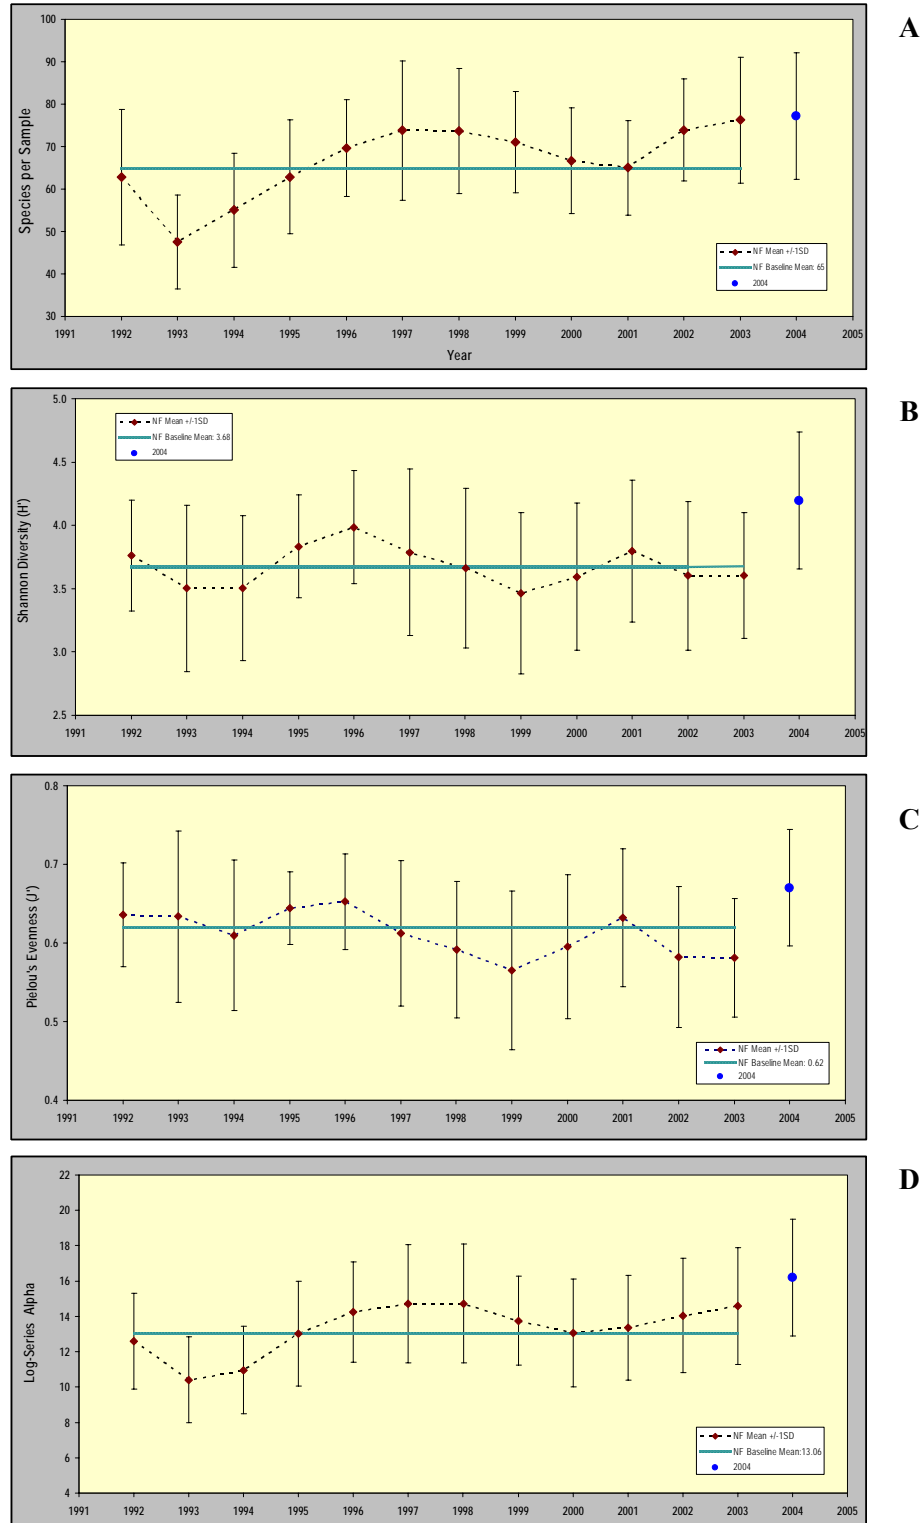 A
Species per Sample
100
90
80
70
60
50
40
30
NF Mean +/-1SD
NF Baseline Mean: 65
2004
1991 1992 1993 1994 1995 1996 1997 1998 1999 2000 2001 2002 2003 2004 2005
Year
B
Shannon Diversity (H')
5.0
4.5
4.0
3.5
3.0
2.5
NF Mean +/-1SD
NF Baseline Mean: 3.68
2004
1991 1992 1993 1994 1995 1996 1997 1998 1999 2000 2001 2002 2003 2004 2005
C
Pielou's Evenness (J')
0.8
0.7
0.6
0.5
0.4
NF Mean +/-1SD
NF Baseline Mean: 0.62
2004
1991 1992 1993 1994 1995 1996 1997 1998 1999 2000 2001 2002 2003 2004 2005
D
Log-Series Alpha
22
20
18
16
14
12
10
8
6
4
NF Mean +/-1SD
NF Baseline Mean:13.06
2004
1991 1992 1993 1994 1995 1996 1997 1998 1999 2000 2001 2002 2003 2004 2005